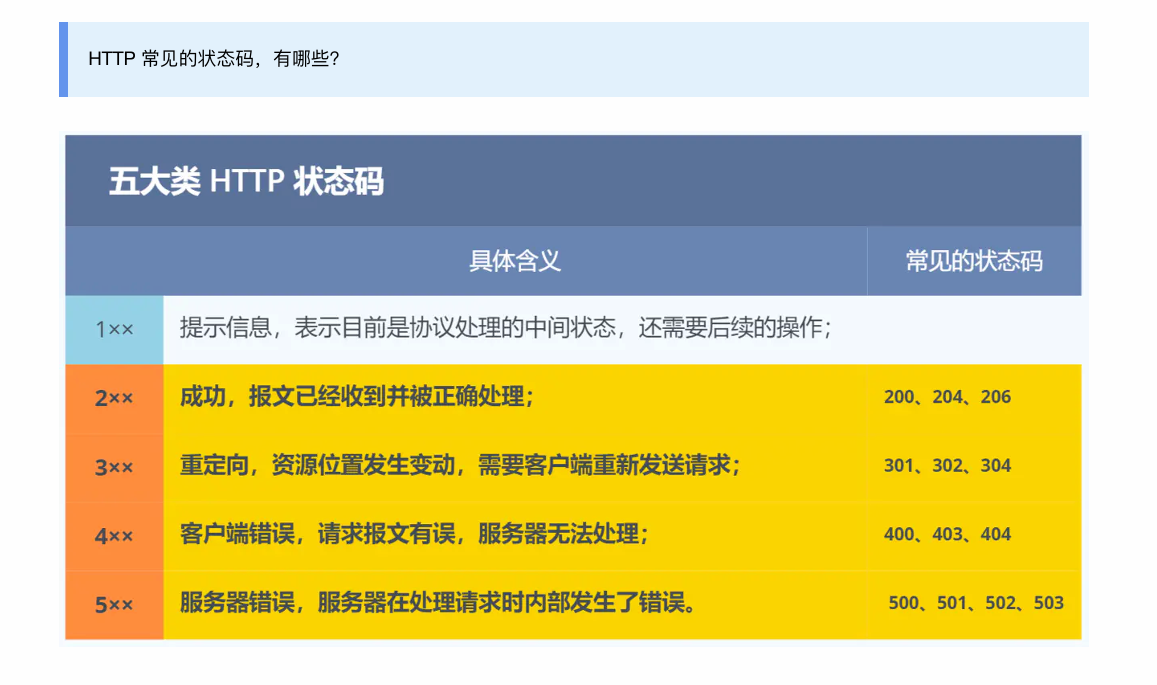 HTTP 常见的状态码，有哪些？
五大类 HTTP 状态码
具体含义 常见的状态码
1×× 提示信息，表示目前是协议处理的中间状态，还需要后续的操作；
2×× 成功，报文已经收到并被正确处理； 200、204、206
3×× 重定向，资源位置发生变动，需要客户端重新发送请求； 301、302、304
4×× 客户端错误，请求报文有误，服务器无法处理； 400、403、404
5×× 服务器错误，服务器在处理请求时内部发生了错误。 500、501、502、503